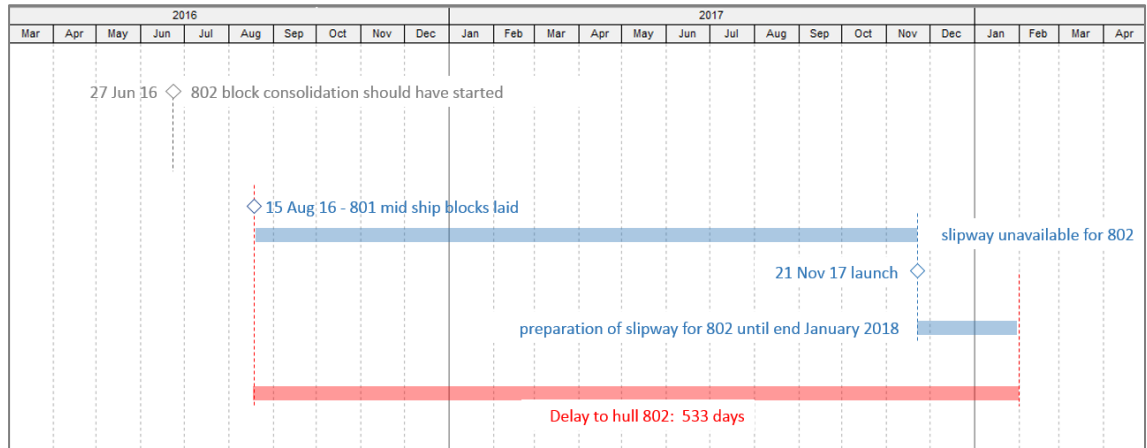 2016 2017
Mar Apr May Jun Jul Aug Sep Oct Nov Dec Jan Feb Mar Apr May Jun Jul Aug Sep Oct Nov Dec Jan Feb Mar Apr
27 Jun 16 802 block consolidation should have started
15 Aug 16 - 801 mid ship blocks laid
slipway unavailable for 802
21 Nov 17 launch
preparation of slipway for 802 until end January 2018
Delay to hull 802: 533 days